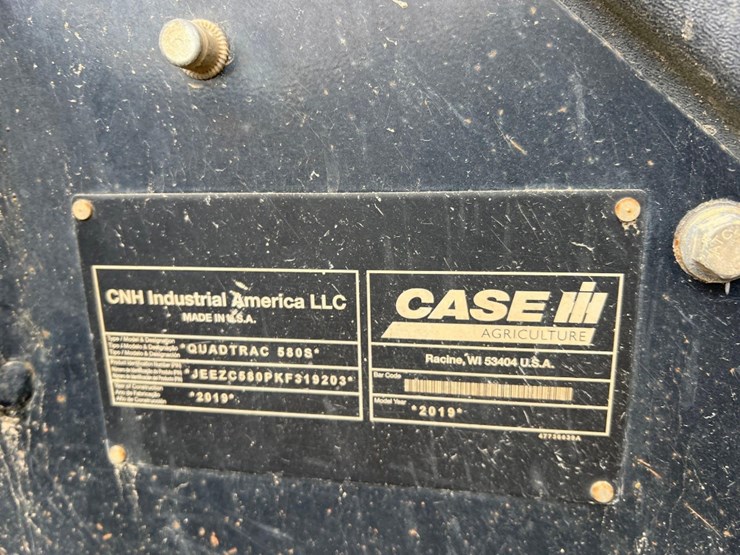 CNH Industrial America LLC
MADE IN U.S.A.
*QUADTRAC 580S*
*JEEZC580PKF319203*
*2019*
CASE IH
AGRICULTURE
Racine, WI 53404 U.S.A.
Bar Code
Model Year
*2019*